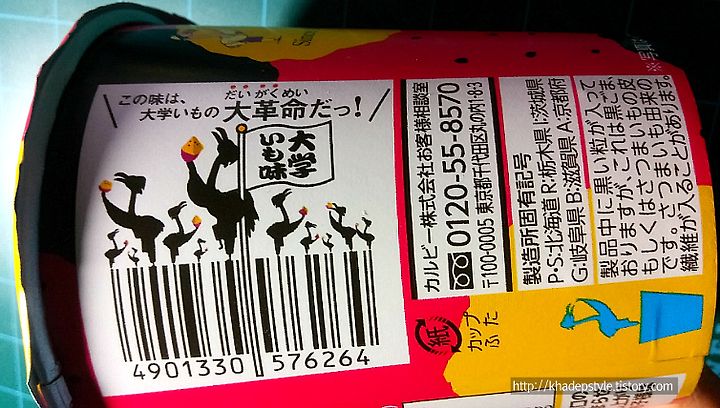 この味は、
大学いもの
だいがくめい
大革命だっ!
大学
いも味
4901330 576264
カルビー株式会社お客様相談室
0120-55-8570
〒100-0005 東京都千代田区丸の内1-8-3
製造所固有記号
P・S:北海道 R:栃木県 I:茨城県
G:岐阜県 B:滋賀県 A:京都府
製品中に黒い粒が入って
おりますが、これは黒ごま、
もしくはさつまいもの皮
です。さつまいも由来の
繊維が入ることがあります。
紙
カップ
ふた
http://khadepstyle.tistory.com